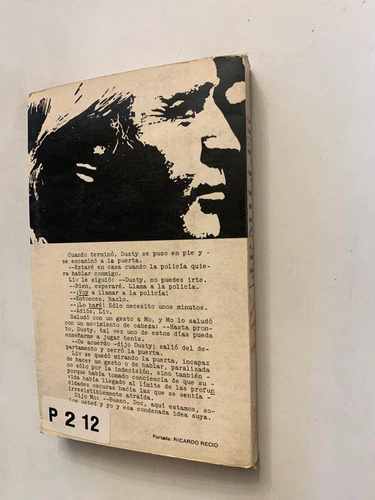 Cuando terminó, Dusty se puso en pie y
se encaminó a la puerta.
--Estaré en casa cuando la policía quie-
ra hablar conmigo.
Liv le siguió: --Dusty, no puedes irte.
--Bien, esperaré. Llama a la policía.
--¡Voy a llamar a la policía!
--Entonces, hazlo.
--¡Lo haré! Sólo necesito unos minutos.
--Adiós, Liv.
Saludó con un gesto a Mo, y Mo lo saludó
con un movimiento de cabeza: --Hasta pron-
to, Dusty, tal vez uno de estos días pueda
enseñarme a jugar tenis.
--De acuerdo -dijo Dusty; salió del de-
partamento y cerró la puerta.
Liv se quedó mirando la puerta, incapaz
de hacer un gesto o de hablar, paralizada
no sólo por la indecisión, sino también
porque había tomado conciencia de que su
vida había llegado al límite de las profun
didades oscuras hacia las que se sentía
irresistiblemente atraída.
Dijo Mo: --Bueno, Doc, aquí estamos, so-
los usted y yo y esa condenada idea suya.
P 2 12
Portada: RICARDO RECIO